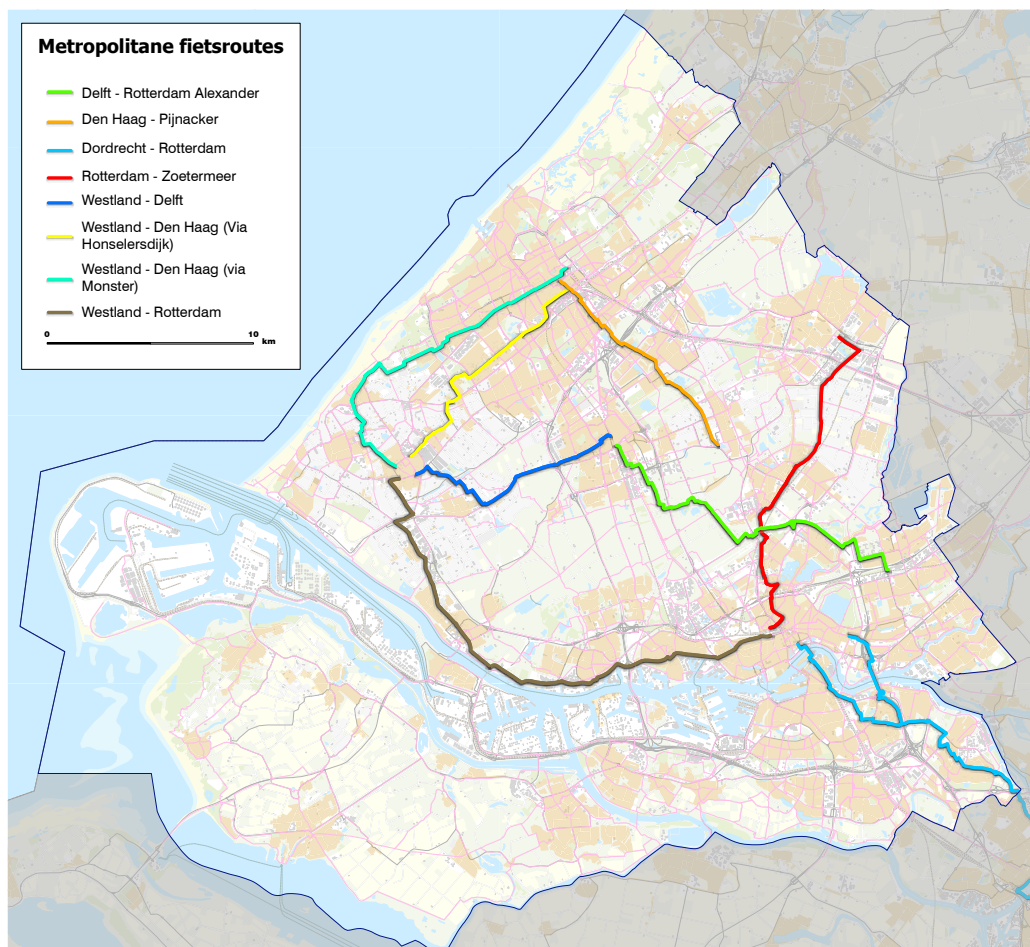 Metropolitane fietsroutes
Delft - Rotterdam Alexander
Den Haag - Pijnacker
Dordrecht - Rotterdam
Rotterdam - Zoetermeer
Westland - Delft
Westland - Den Haag (Via
Honselersdijk)
Westland - Den Haag (via
Monster)
Westland - Rotterdam
0 10
km